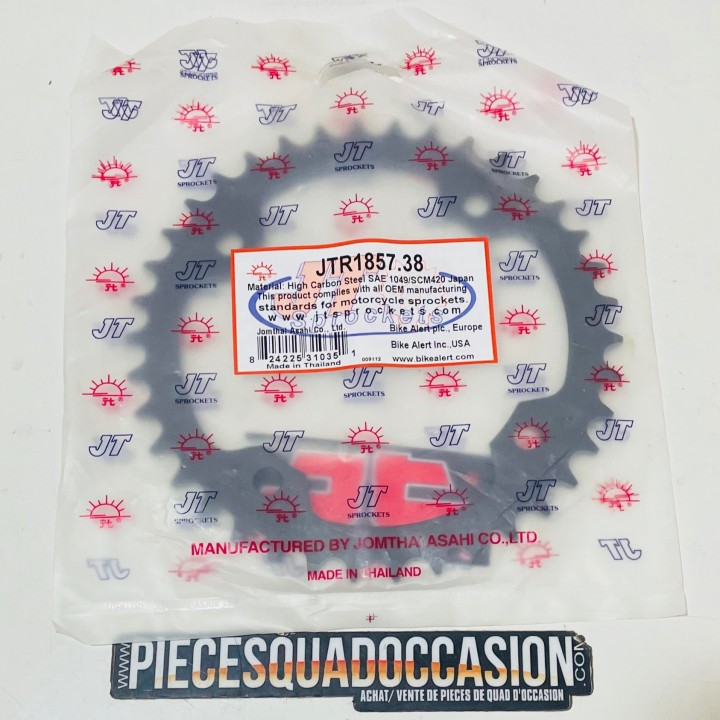 JT SPROCKETS
JTR1857.38
Material: High Carbon Steel SAE 1049/SCM420 Japan
This product complies with all OEM manufacturing
standards for motorcycle sprockets.
www.jtsprockets.com
Jomthai Asahi Co., Ltd. Bike Alert plc., Europe
8 24225 31035 1 009112 Bike Alert Inc.,USA
Made in Thailand www.bikealert.com
MANUFACTURED BY JOMTHAI ASAHI CO.,LTD.
MADE IN THAILAND
WWW. PIECESQUADOCCASION
ACHAT/ VENTE DE PIECES DE QUAD D'OCCASION